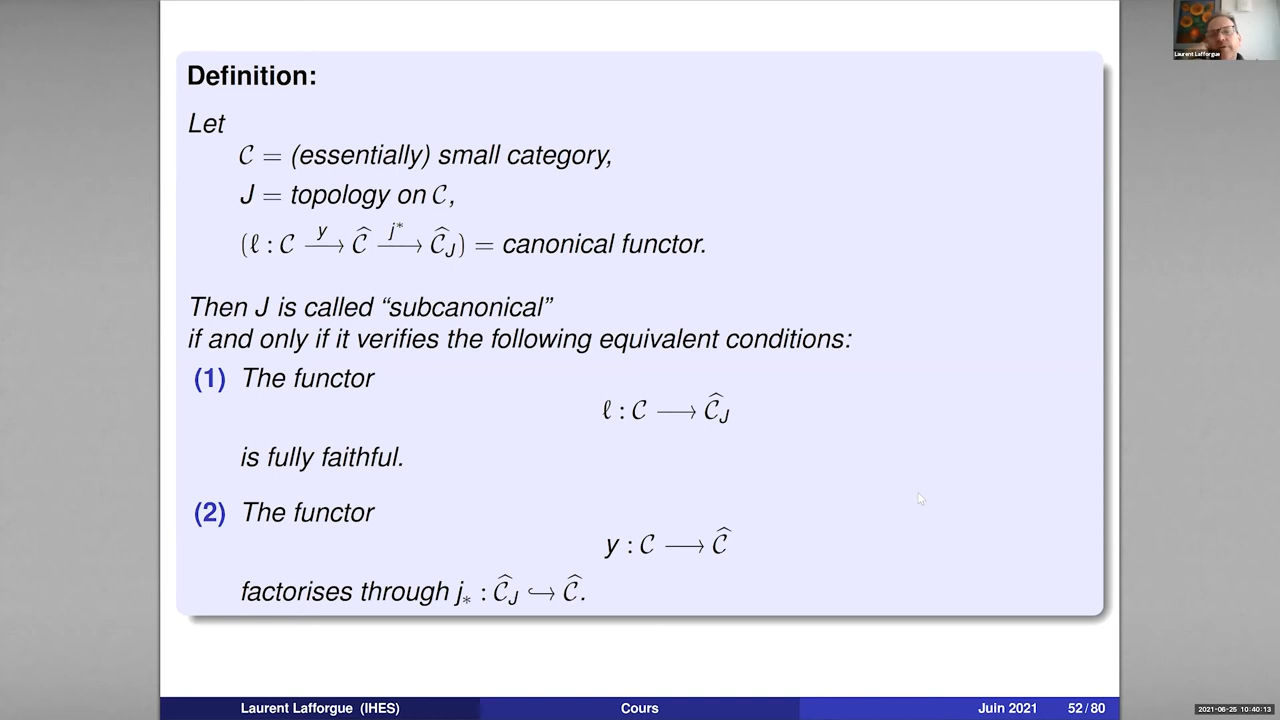 Definition:
Let
𝒞 = (essentially) small category,
J = topology on 𝒞,
(ℓ : 𝒞 —y→ 𝒞̂ —j*→ 𝒞̂_J) = canonical functor.
Then J is called “subcanonical”
if and only if it verifies the following equivalent conditions:
(1) The functor
ℓ : 𝒞 ⟶ 𝒞̂_J
is fully faithful.
(2) The functor
y : 𝒞 ⟶ 𝒞̂
factorises through j_* : 𝒞̂_J ↪ 𝒞̂.
Laurent Lafforgue (IHES) Cours Juin 2021 52 / 80
Laurent Lafforgue
2021-06-25 10:40:13